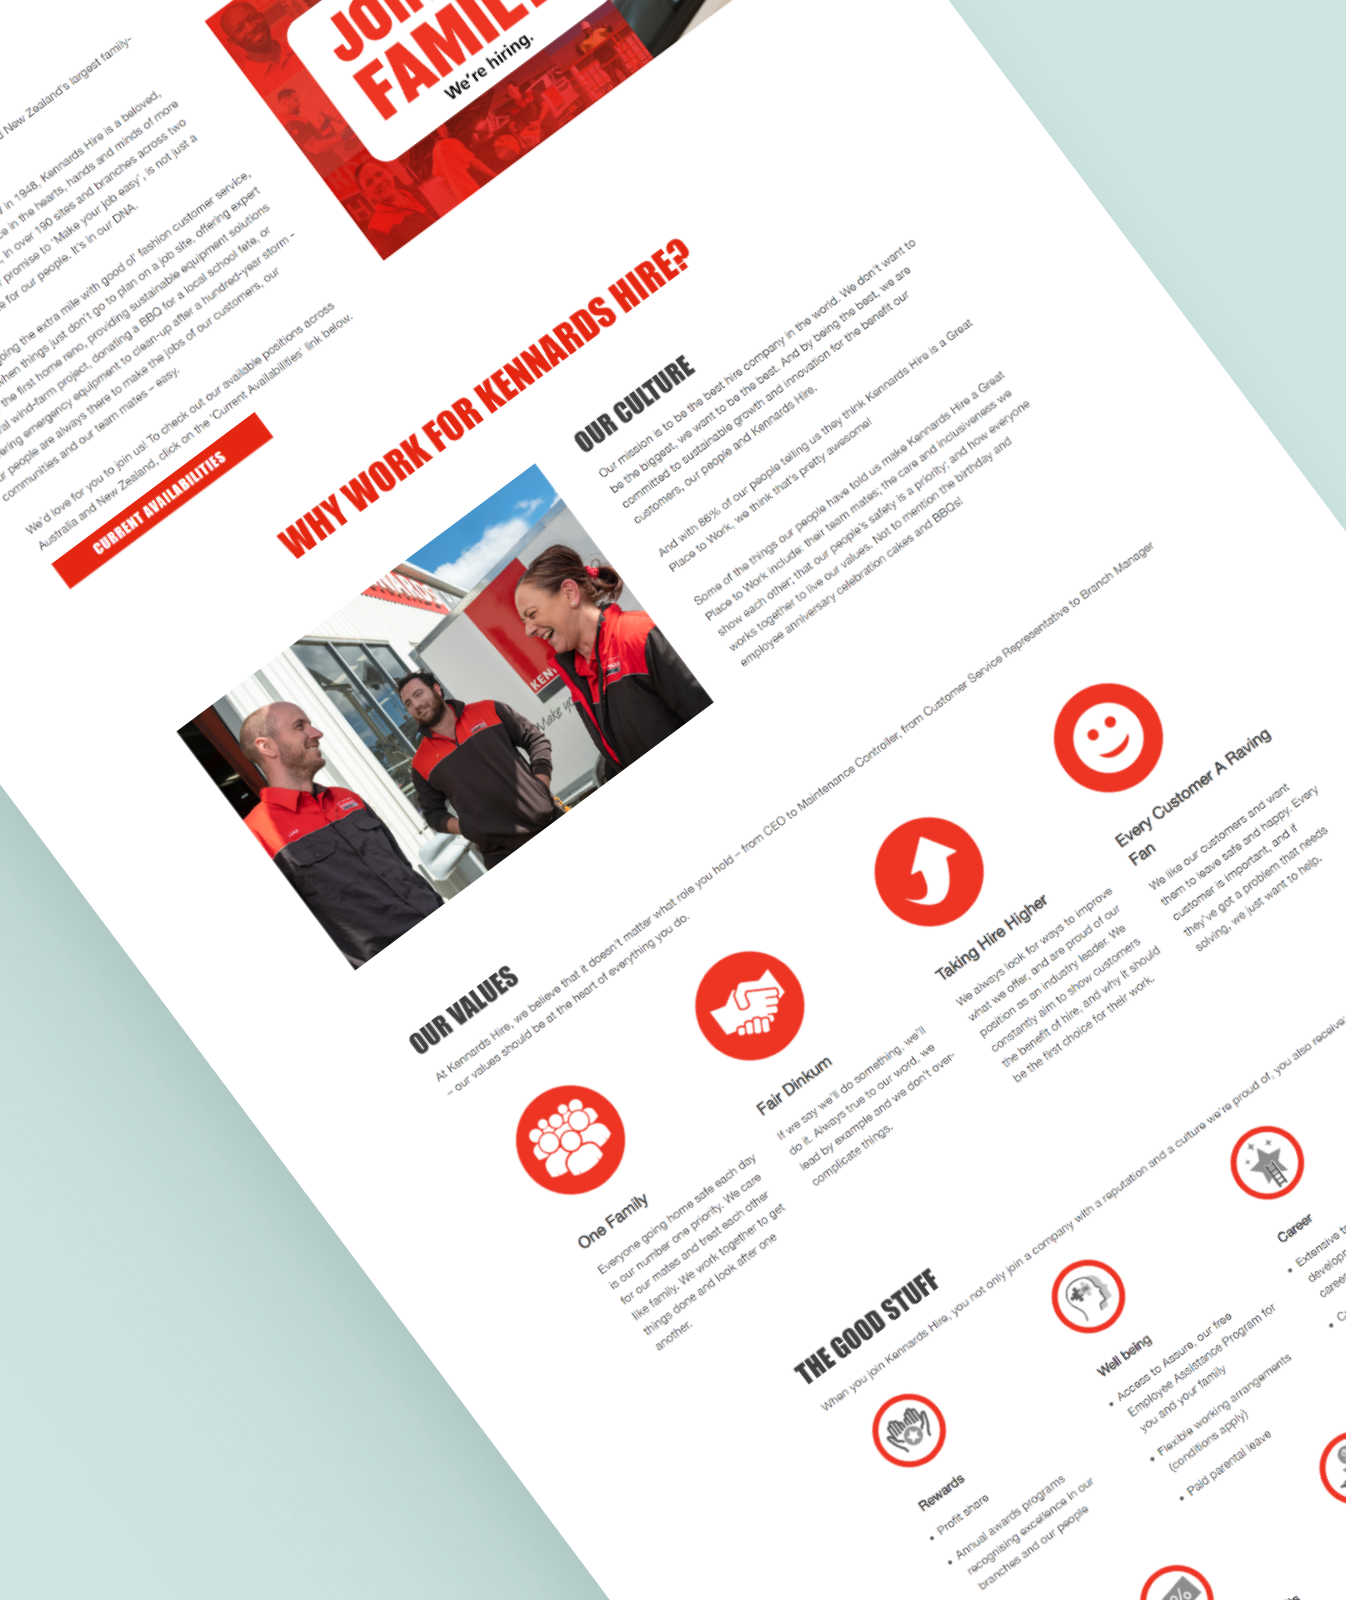 JOIN
FAMILY
We're hiring.
New Zealand's largest family-
in 1948, Kennards Hire is a beloved,
in the hearts, hands and minds of more
in over 190 sites and branches across two
promise to 'Make your job easy', is not just a
for our people. It's in our DNA.
going the extra mile with good ol' fashion customer service,
when things just don't go to plan on a job site, offering expert
the first home reno, providing sustainable equipment solutions
wind-farm project, donating a BBQ for a local school fete, or
emergency equipment to clean-up after a hundred-year storm –
people are always there to make the jobs of our customers, our
communities and our team mates – easy.
We'd love for you to join us! To check out our available positions across
Australia and New Zealand, click on the 'Current Availabilities' link below.
CURRENT AVAILABILITIES
WHY WORK FOR KENNARDS HIRE?
KEN
Make yo
OUR CULTURE
Our mission is to be the best hire company in the world. We don't want to
be the biggest, we want to be the best. And by being the best, we are
committed to sustainable growth and innovation for the benefit our
customers, our people and Kennards Hire.
And with 86% of our people telling us they think Kennards Hire is a Great
Place to Work, we think that's pretty awesome!
Some of the things our people have told us make Kennards Hire a Great
Place to Work include: their team mates; the care and inclusiveness we
show each other; that our people's safety is a priority; and how everyone
works together to live our values. Not to mention the birthday and
employee anniversary celebration cakes and BBQs!
OUR VALUES
At Kennards Hire, we believe that it doesn't matter what role you hold – from CEO to Maintenance Controller, from Customer Service Representative to Branch Manager
– our values should be at the heart of everything you do.
One Family
Everyone going home safe each day
is our number one priority. We care
for our mates and treat each other
like family. We work together to get
things done and look after one
another.
Fair Dinkum
If we say we'll do something, we'll
do it. Always true to our word, we
lead by example and we don't over-
complicate things.
Taking Hire Higher
We always look for ways to improve
what we offer, and are proud of our
position as an industry leader. We
constantly aim to show customers
the benefit of hire, and why it should
be the first choice for their work.
Every Customer A Raving
Fan
We like our customers and want
them to leave safe and happy. Every
customer is important, and if
they've got a problem that needs
solving, we just want to help.
THE GOOD STUFF
When you join Kennards Hire, you not only join a company with a reputation and a culture we're proud of, you also receive
Rewards
• Profit share
• Annual awards programs
recognising excellence in our
branches and our people
Well being
• Access to Assure, our free
Employee Assistance Program for
you and your family
• Flexible working arrangements
(conditions apply)
• Paid parental leave
Career
• Extensive
%